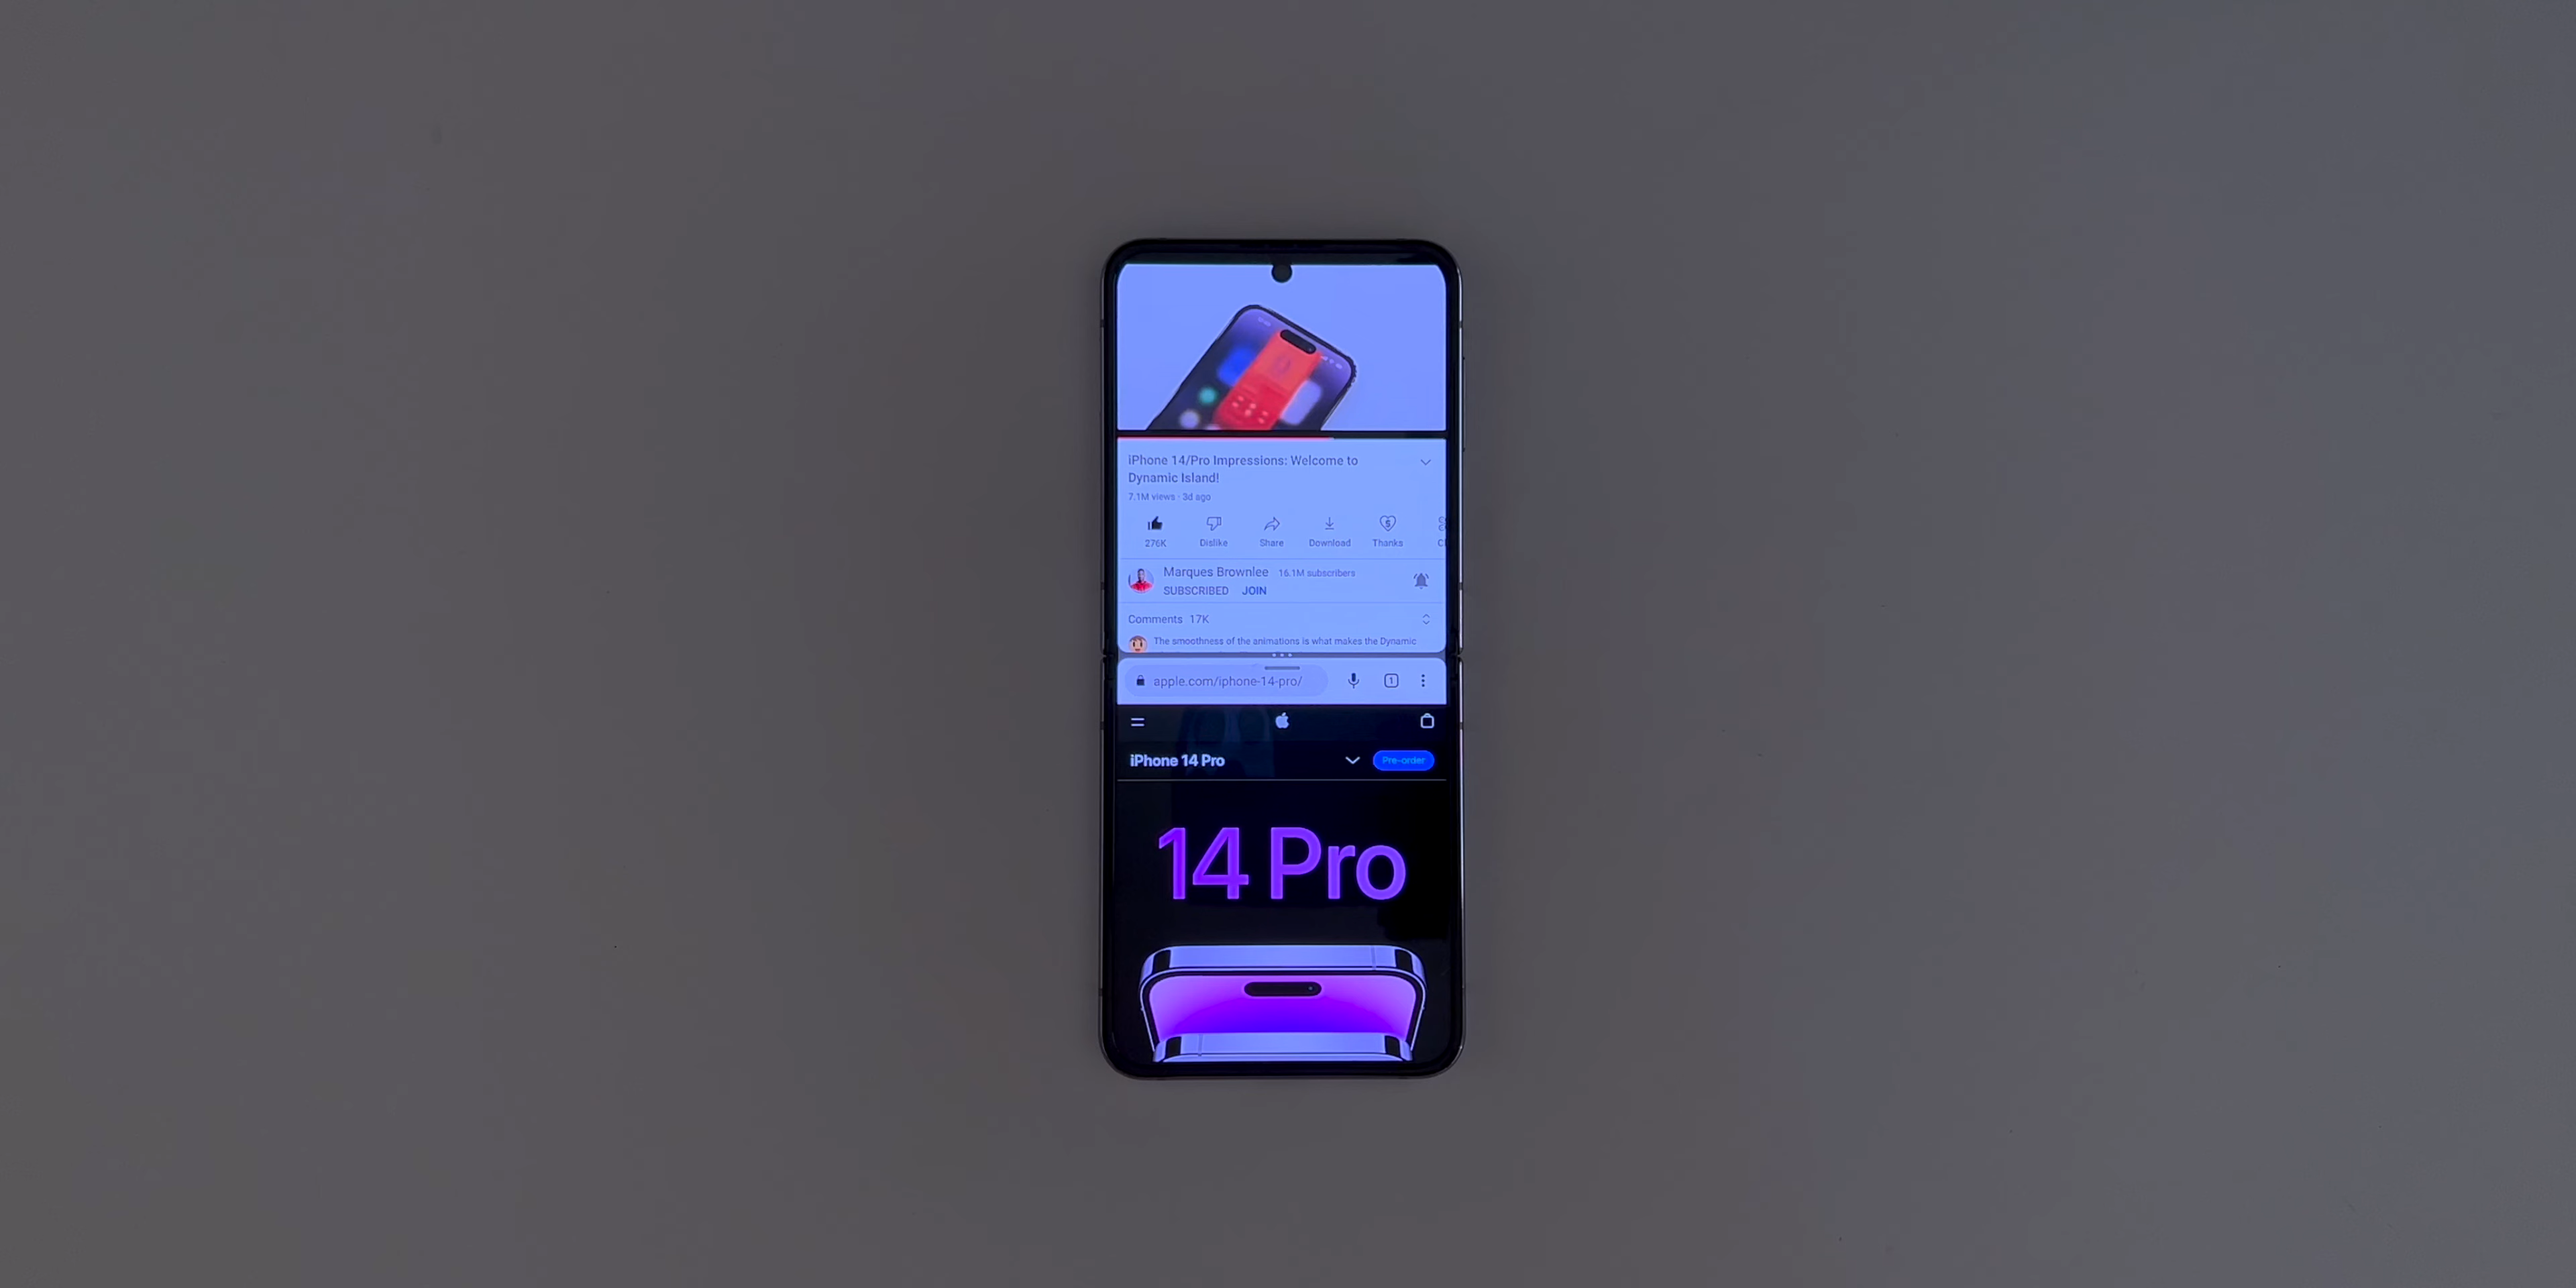 iPhone 14/Pro Impressions: Welcome to
Dynamic Island!
7.1M views · 3d ago
276K
Dislike
Share
Download
Thanks
Marques Brownlee 16.1M subscribers
SUBSCRIBED JOIN
Comments 17K
The smoothness of the animations is what makes the Dynamic
apple.com/iphone-14-pro/
1
iPhone 14 Pro
Pre-order
14 Pro